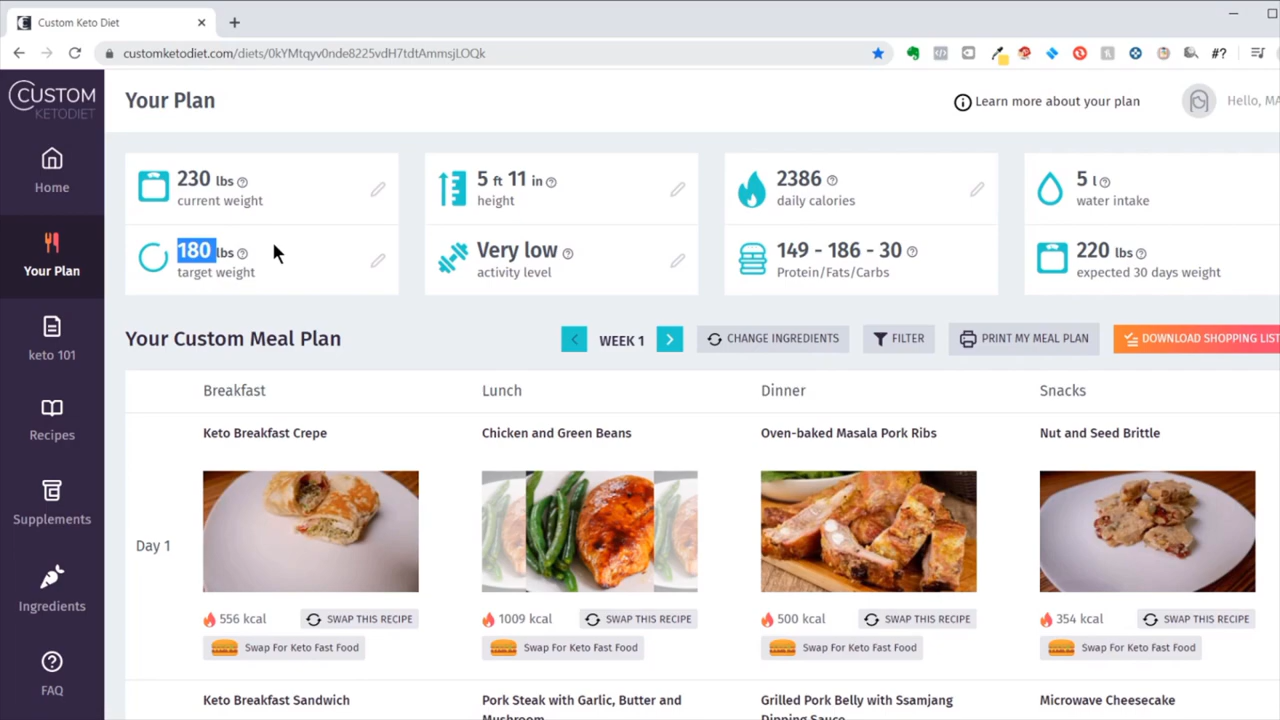 Custom Keto Diet
customketodiet.com/diets/0kYMtqyv0nde8225vdH7tdtAmmsjLOQk
#?
CUSTOM
KETODIET
Your Plan
Learn more about your plan
Hello, MA
Home
Your Plan
keto 101
Recipes
Supplements
Ingredients
FAQ
230 lbs
current weight
5 ft 11 in
height
2386
daily calories
5 l
water intake
180 lbs
target weight
Very low
activity level
149 - 186 - 30
Protein/Fats/Carbs
220 lbs
expected 30 days weight
Your Custom Meal Plan
WEEK 1
CHANGE INGREDIENTS
FILTER
PRINT MY MEAL PLAN
DOWNLOAD SHOPPING LIST
Breakfast Lunch Dinner Snacks
Day 1
Keto Breakfast Crepe
556 kcal SWAP THIS RECIPE
Swap For Keto Fast Food
Chicken and Green Beans
1009 kcal SWAP THIS RECIPE
Swap For Keto Fast Food
Oven-baked Masala Pork Ribs
500 kcal SWAP THIS RECIPE
Swap For Keto Fast Food
Nut and Seed Brittle
354 kcal SWAP THIS RECIPE
Swap For Keto Fast Food
Keto Breakfast Sandwich
Pork Steak with Garlic, Butter and
Mushroom
Grilled Pork Belly with Ssamjang
Dipping Sauce
Microwave Cheesecake